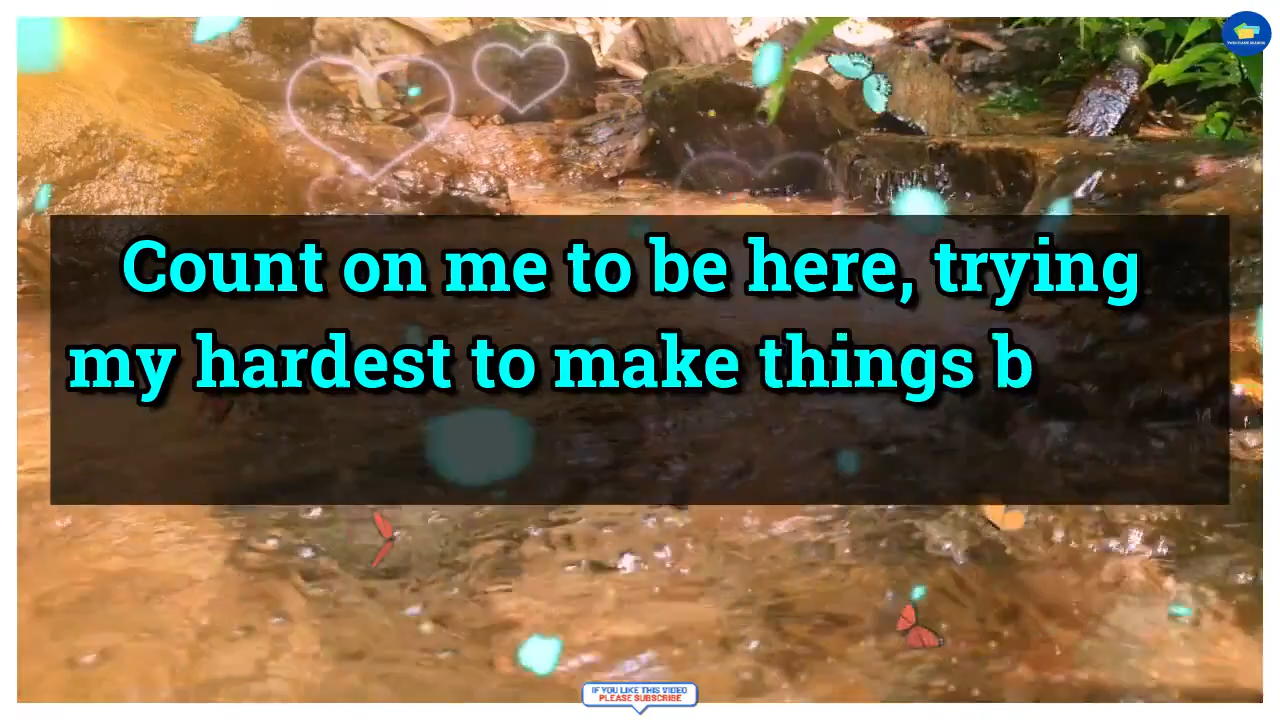 Count on me to be here, trying
my hardest to make things b
IF YOU LIKE THIS VIDEO
PLEASE SUBSCRIBE